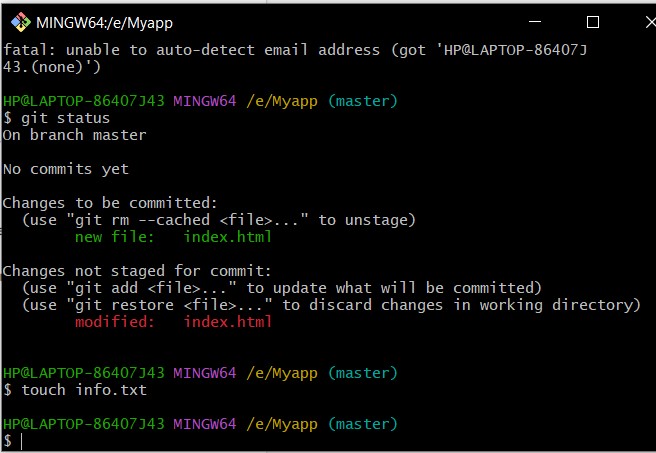 MINGW64:/e/Myapp
fatal: unable to auto-detect email address (got 'HP@LAPTOP-86407J
43.(none)')
HP@LAPTOP-86407J43 MINGW64 /e/Myapp (master)
$ git status
On branch master
No commits yet
Changes to be committed:
  (use "git rm --cached <file>..." to unstage)
        new file:   index.html
Changes not staged for commit:
  (use "git add <file>..." to update what will be committed)
  (use "git restore <file>..." to discard changes in working directory)
        modified:   index.html
HP@LAPTOP-86407J43 MINGW64 /e/Myapp (master)
$ touch info.txt
HP@LAPTOP-86407J43 MINGW64 /e/Myapp (master)
$